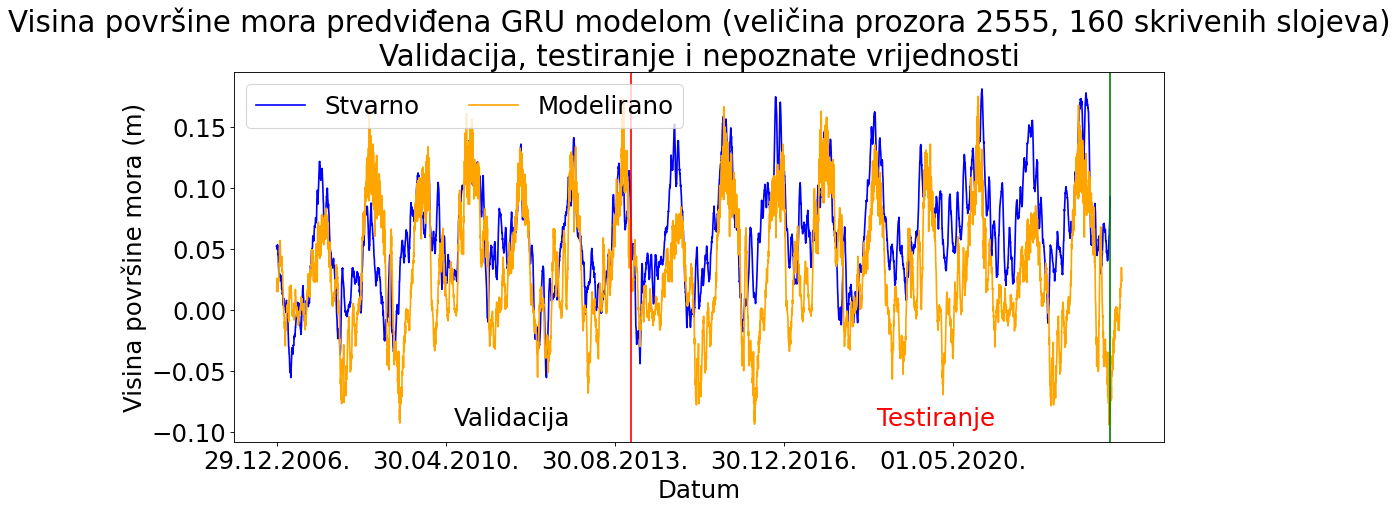 Visina površine mora predviđena GRU modelom (veličina prozora 2555, 160 skrivenih slojeva)
Validacija, testiranje i nepoznate vrijednosti
Stvarno
Modelirano
Visina površine mora (m)
0.15
0.10
0.05
0.00
−0.05
−0.10
Validacija
Testiranje
29.12.2006.
30.04.2010.
30.08.2013.
30.12.2016.
01.05.2020.
Datum